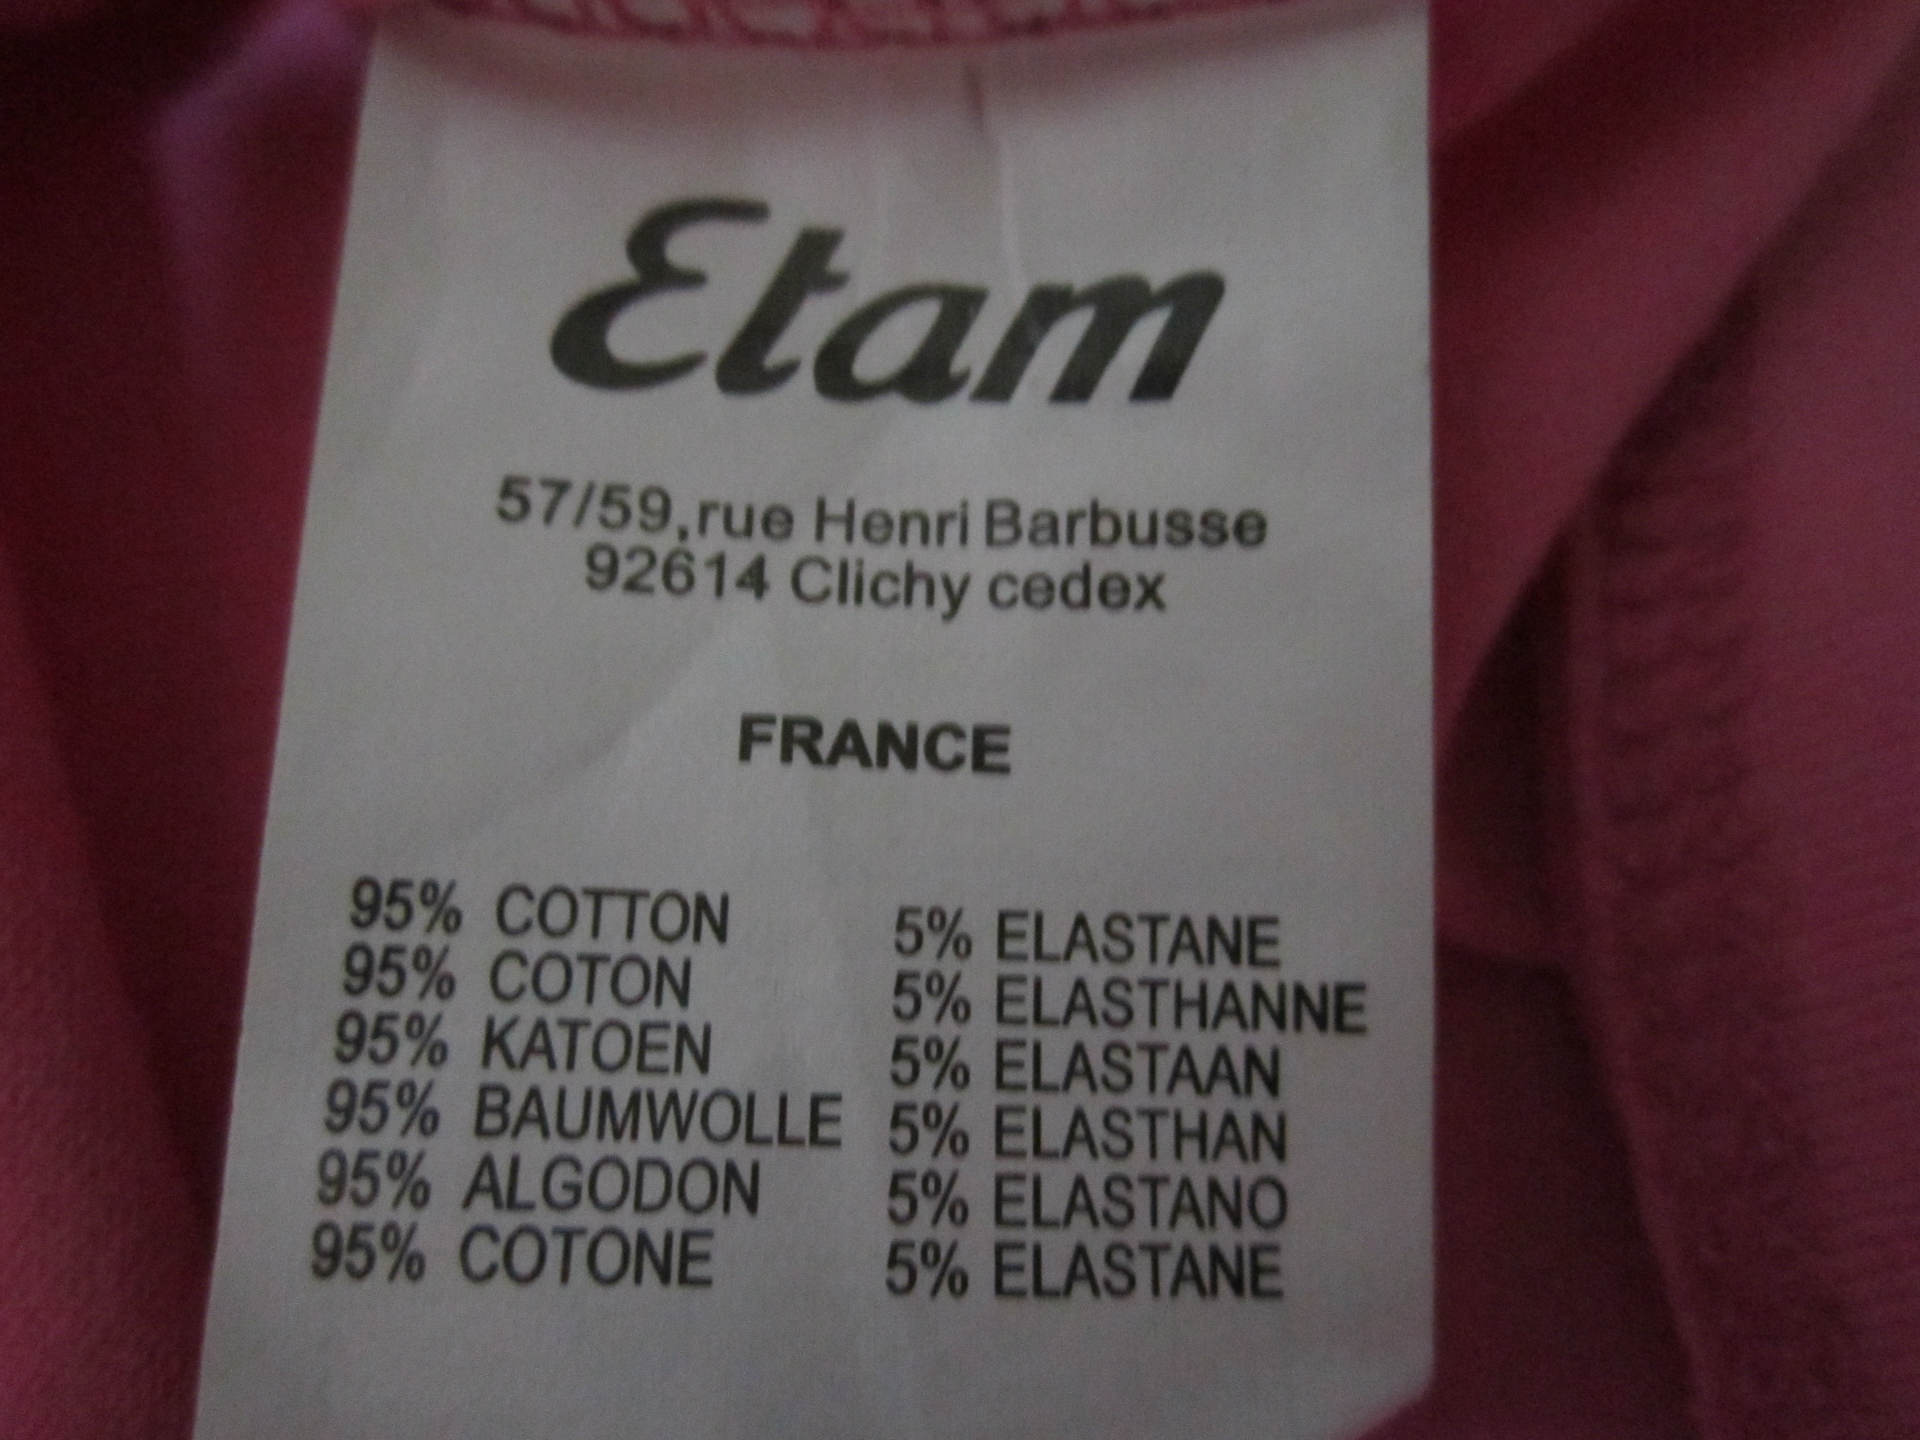 Etam
57/59,rue Henri Barbusse
92614 Clichy cedex
FRANCE
95% COTTON 5% ELASTANE
95% COTON 5% ELASTHANNE
95% KATOEN 5% ELASTAAN
95% BAUMWOLLE 5% ELASTHAN
95% ALGODON 5% ELASTANO
95% COTONE 5% ELASTANE